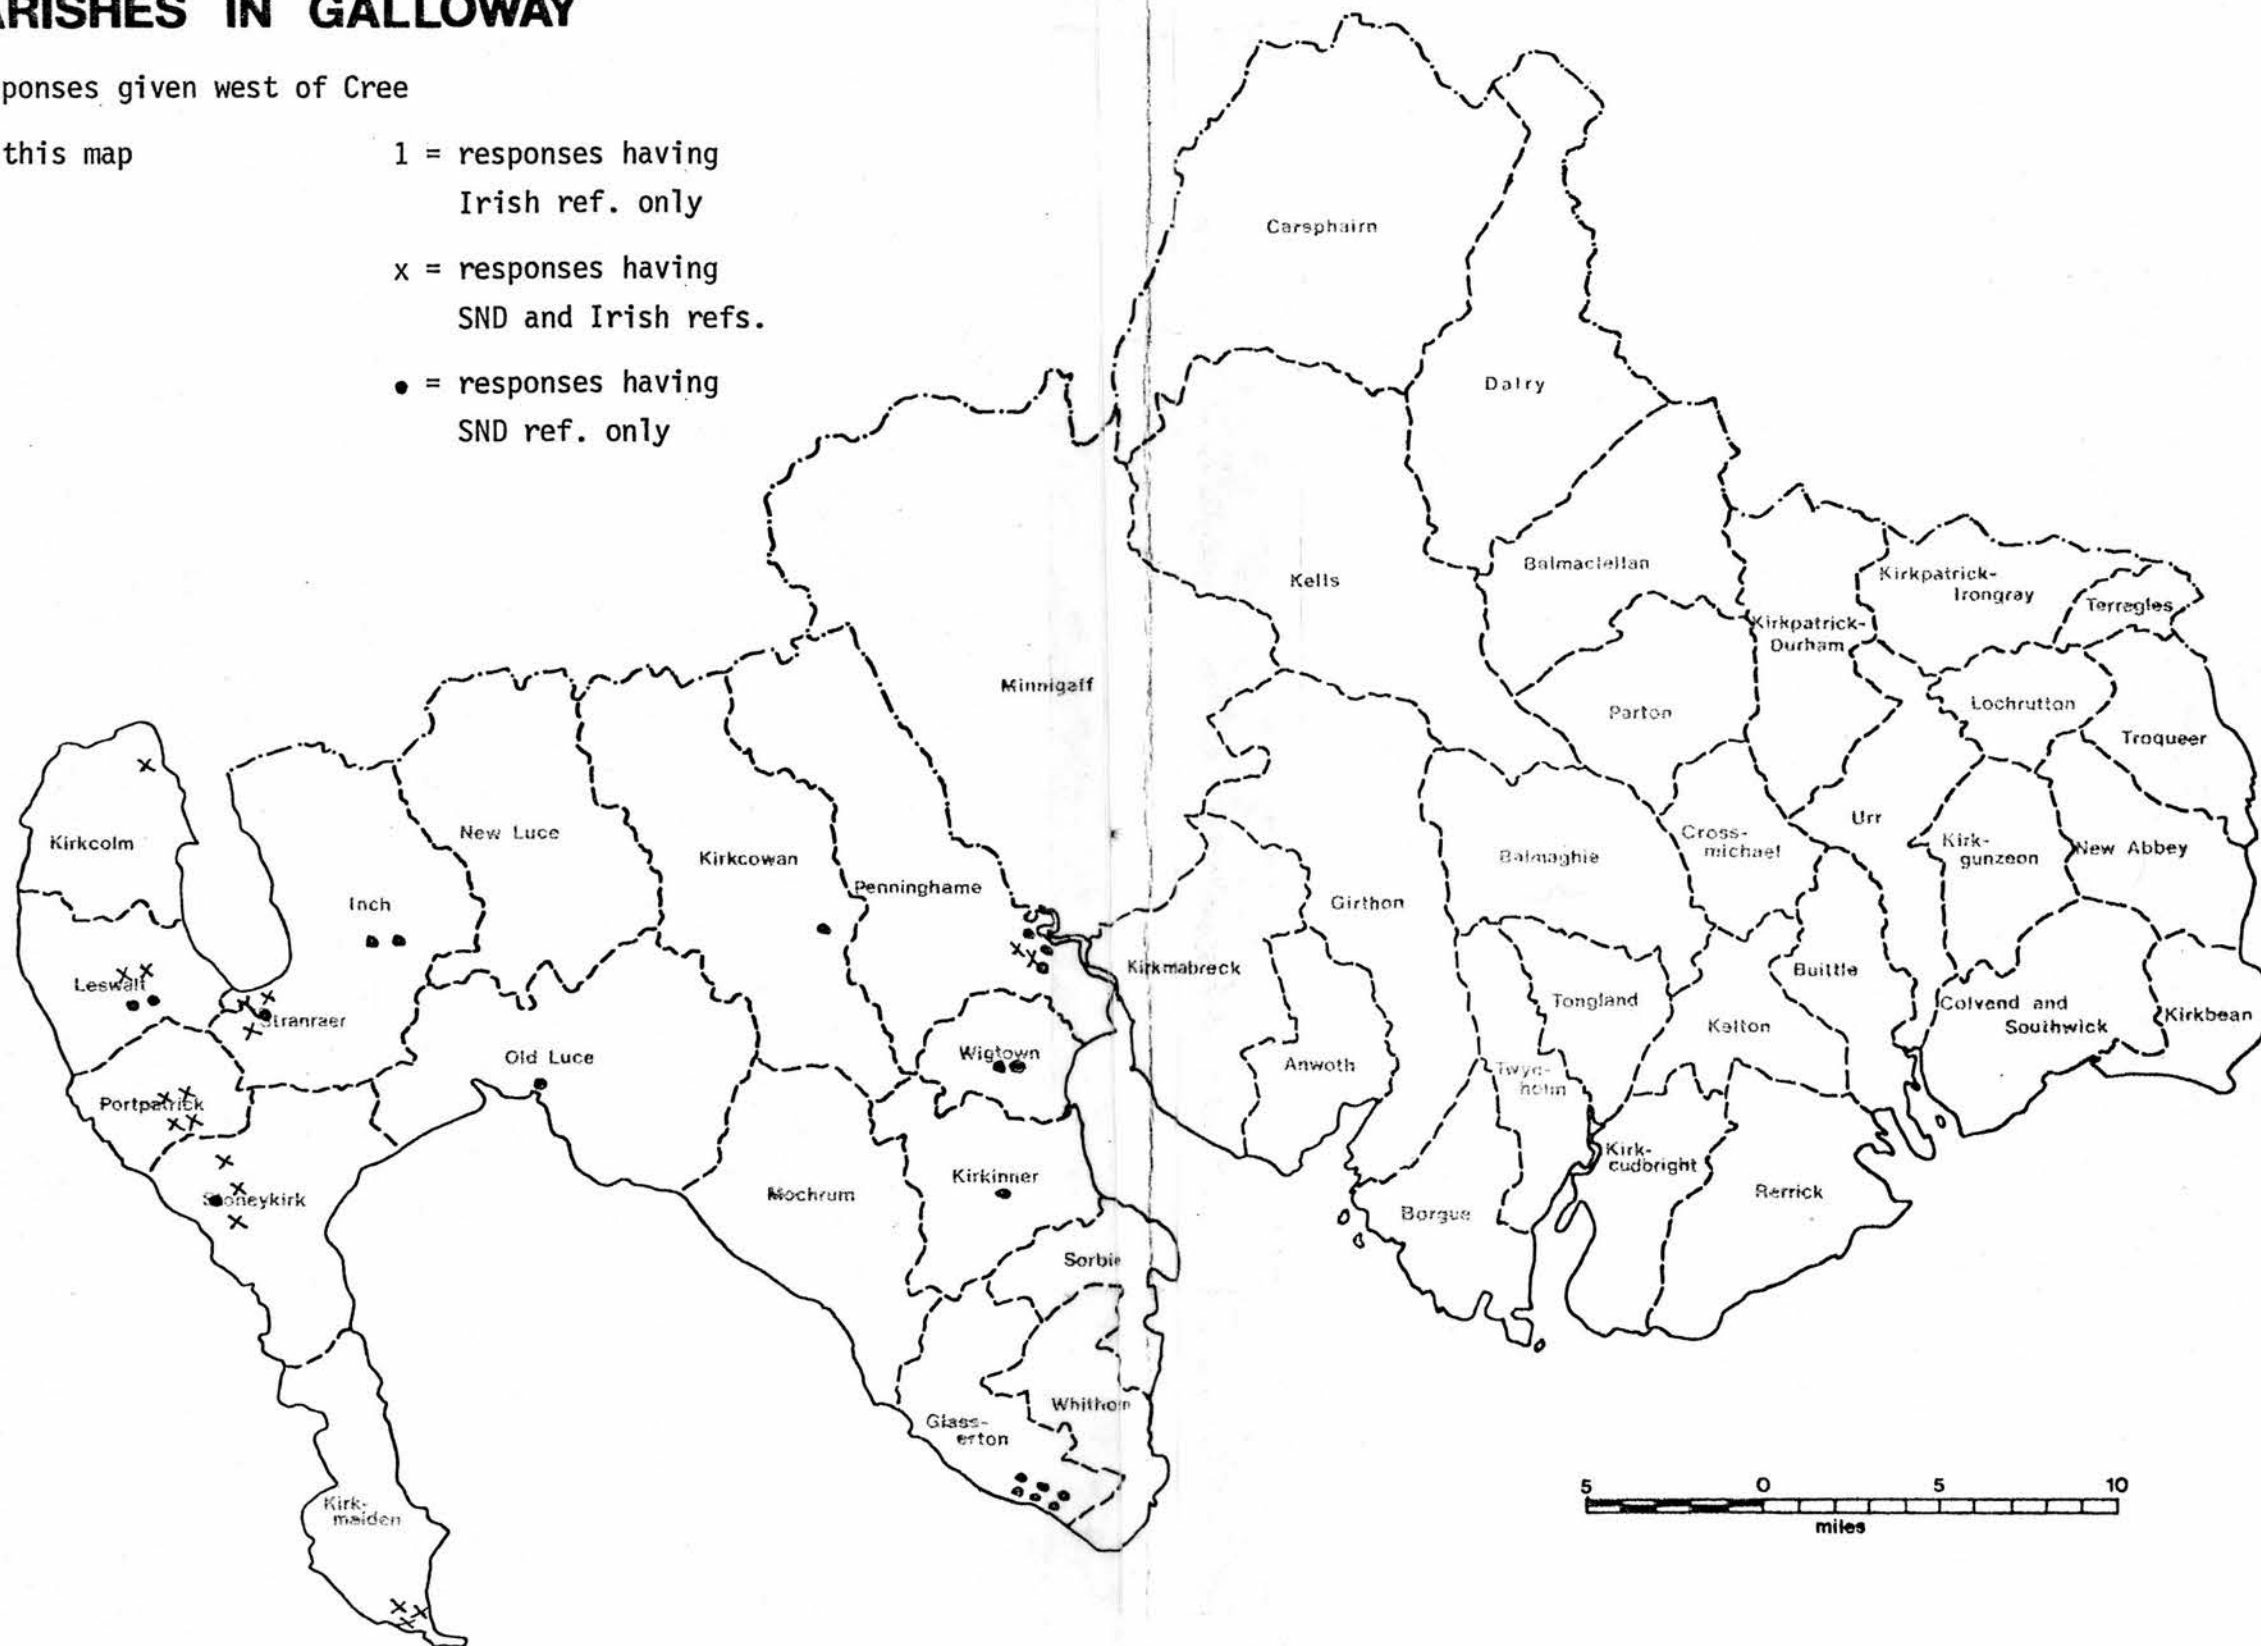 ARISHES IN GALLOWAY
ponses given west of Cree
this map
1 = responses having
Irish ref. only
x = responses having
SND and Irish refs.
• = responses having
SND ref. only
Carsphairn
Dalry
Kells
Balmaclellan
Kirkpatrick-
Irongray
Terregles
Kirkpatrick-
Durham
Minnigaff
Parton
Lochrutton
Troqueer
Kirkcolm
New Luce
Kirkcowan
Penninghame
Inch
Girthon
Balmaghie
Cross-
michael
Urr
Kirk-
gunzeon
New Abbey
Leswalt
Stranraer
Kirkmabreck
Tongland
Buittle
Kelton
Colvend and
Southwick
Kirkbean
Old Luce
Wigtown
Anwoth
Twyn-
holm
Portpatrick
Stoneykirk
Mochrum
Kirkinner
Borgue
Kirk-
cudbright
Rerrick
Sorbie
Whithorn
Glass-
erton
Kirk-
maiden
5 0 5 10
miles